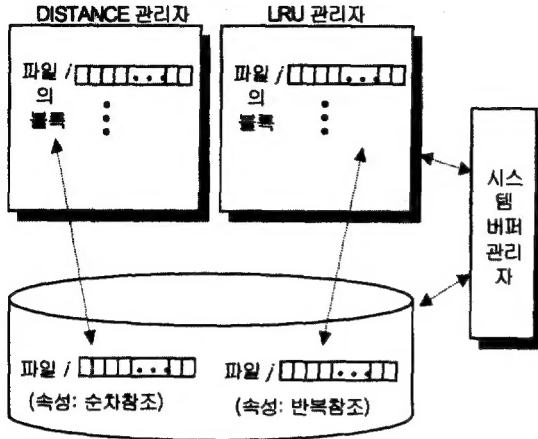 DISTANCE 관리자
LRU 관리자
파일 i
의
블록
파일 j
의
블록
시스
템
버퍼
관리
자
파일 i
(속성: 순차참조)
파일 j
(속성: 반복참조)